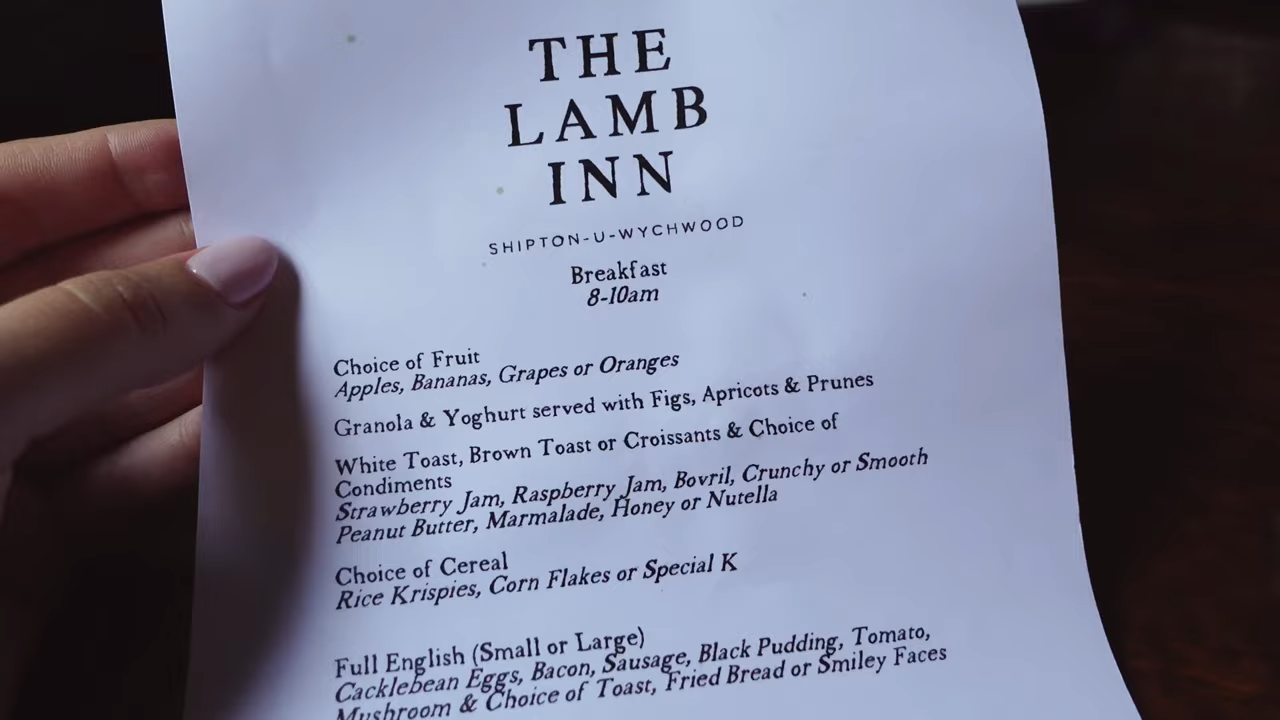 THE
LAMB
INN
SHIPTON-U-WYCHWOOD
Breakfast
8-10am
Choice of Fruit
Apples, Bananas, Grapes or Oranges
Granola & Yoghurt served with Figs, Apricots & Prunes
White Toast, Brown Toast or Croissants & Choice of
Condiments
Strawberry Jam, Raspberry Jam, Bovril, Crunchy or Smooth
Peanut Butter, Marmalade, Honey or Nutella
Choice of Cereal
Rice Krispies, Corn Flakes or Special K
Full English (Small or Large)
Cacklebean Eggs, Bacon, Sausage, Black Pudding, Tomato,
Mushroom & Choice of Toast, Fried Bread or Smiley Faces